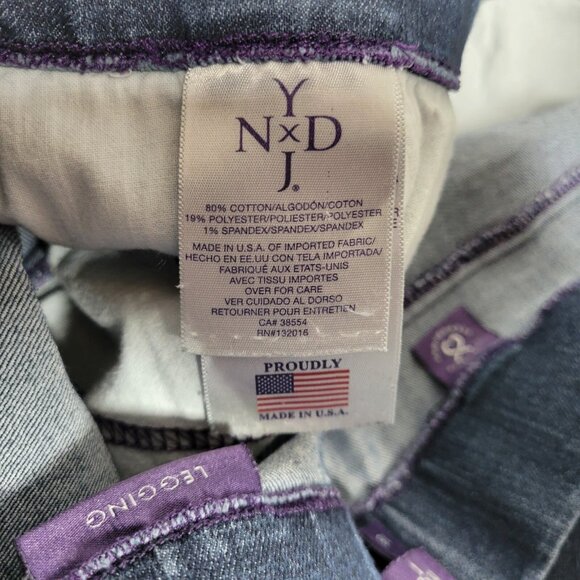 Y
N x D
J®
80% COTTON/ALGODÓN/COTON
19% POLYESTER/POLIESTER/POLYESTER
1% SPANDEX/SPANDEX/SPANDEX
MADE IN U.S.A. OF IMPORTED FABRIC/
HECHO EN EE.UU CON TELA IMPORTADA/
FABRIQUÉ AUX ETATS-UNIS
AVEC TISSU IMPORTES
OVER FOR CARE
VER CUIDADO AL DORSO
RETOURNER POUR ENTRETIEN
CA# 38554
RN#132016
PROUDLY
MADE IN U.S.A.
LEGGING